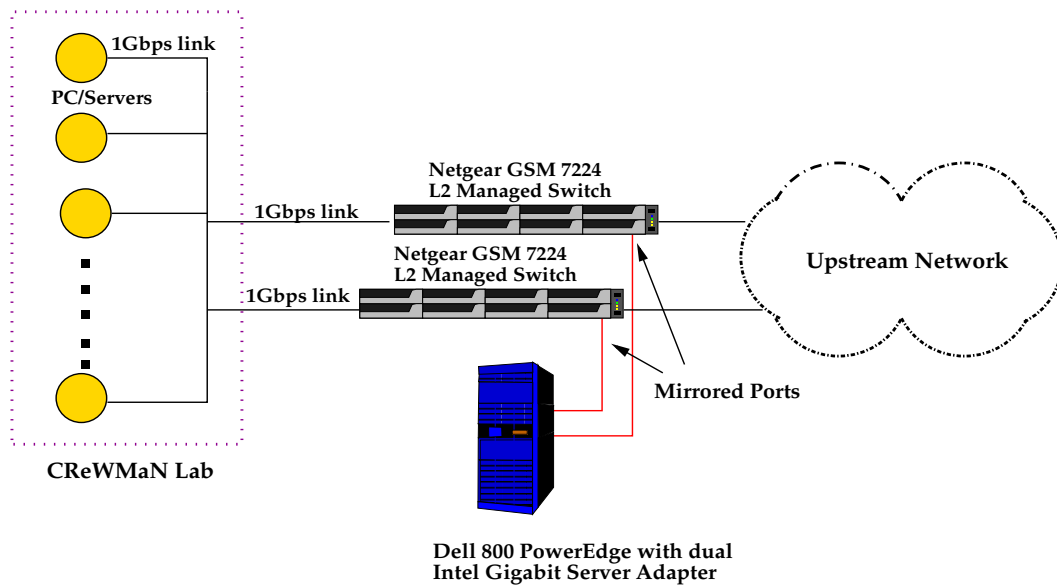 1Gbps link
PC/Servers
Netgear GSM 7224
L2 Managed Switch
1Gbps link
Netgear GSM 7224
L2 Managed Switch
Upstream Network
1Gbps link
Mirrored Ports
CReWMaN Lab
Dell 800 PowerEdge with dual
Intel Gigabit Server Adapter